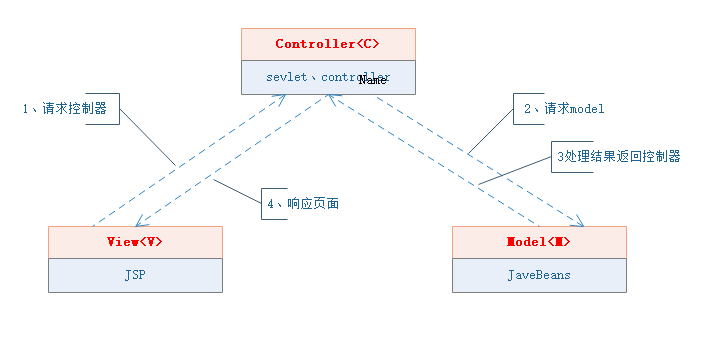 Controller<C>
sevlet、controller
Name
1、请求控制器
2、请求model
3处理结果返回控制器
4、响应页面
View<V>
JSP
Model<M>
JaveBeans